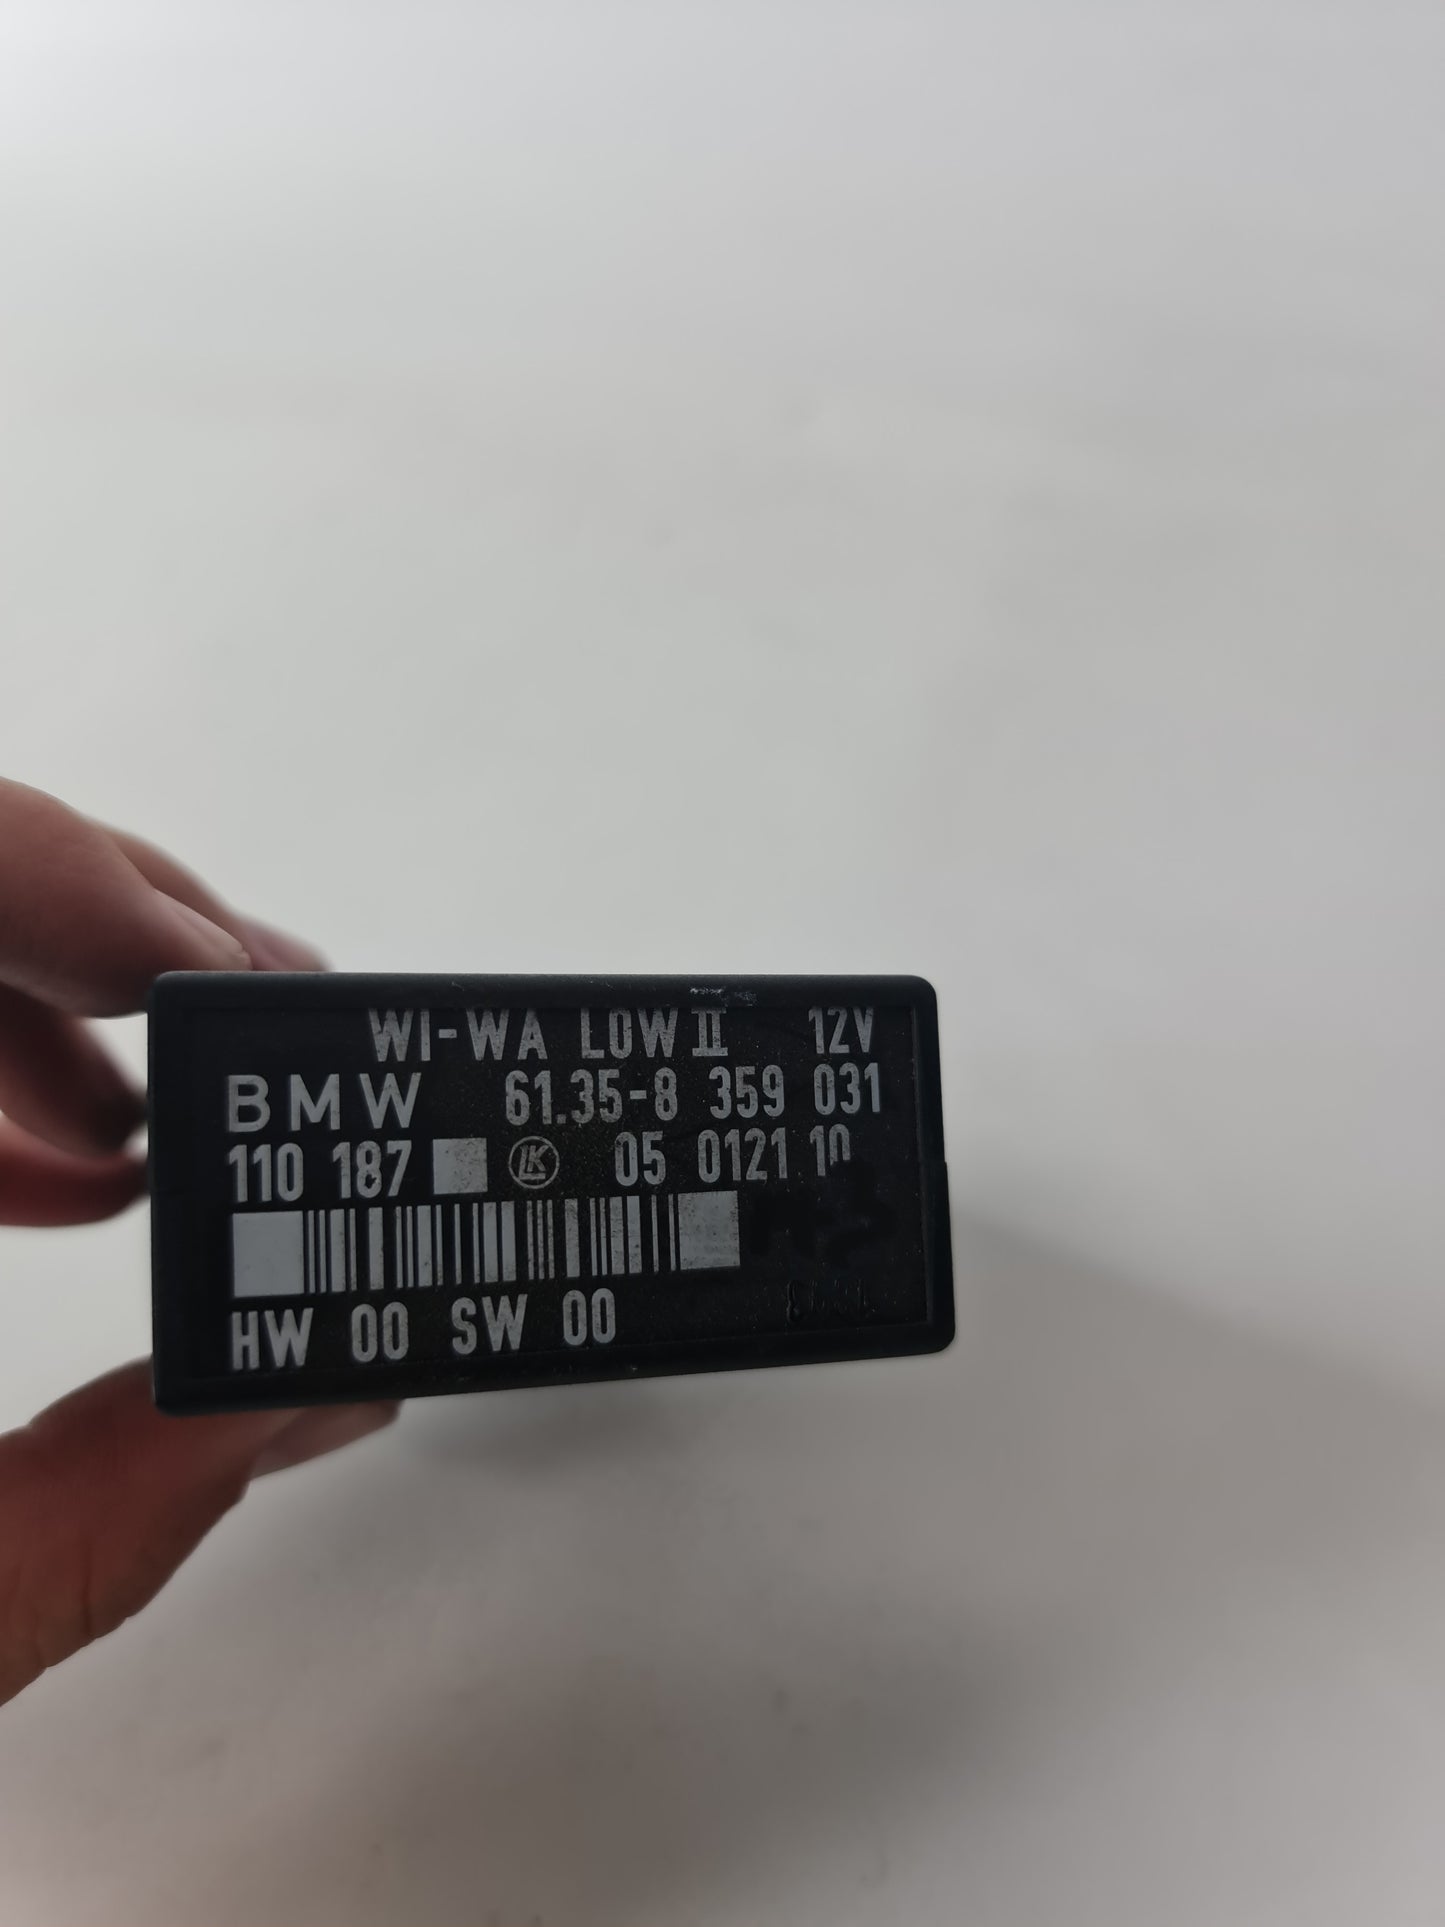 WI-WA LOW II 12V
BMW 61.35-8 359 031
110 187 LK 05 0121 10
HW 00 SW 00